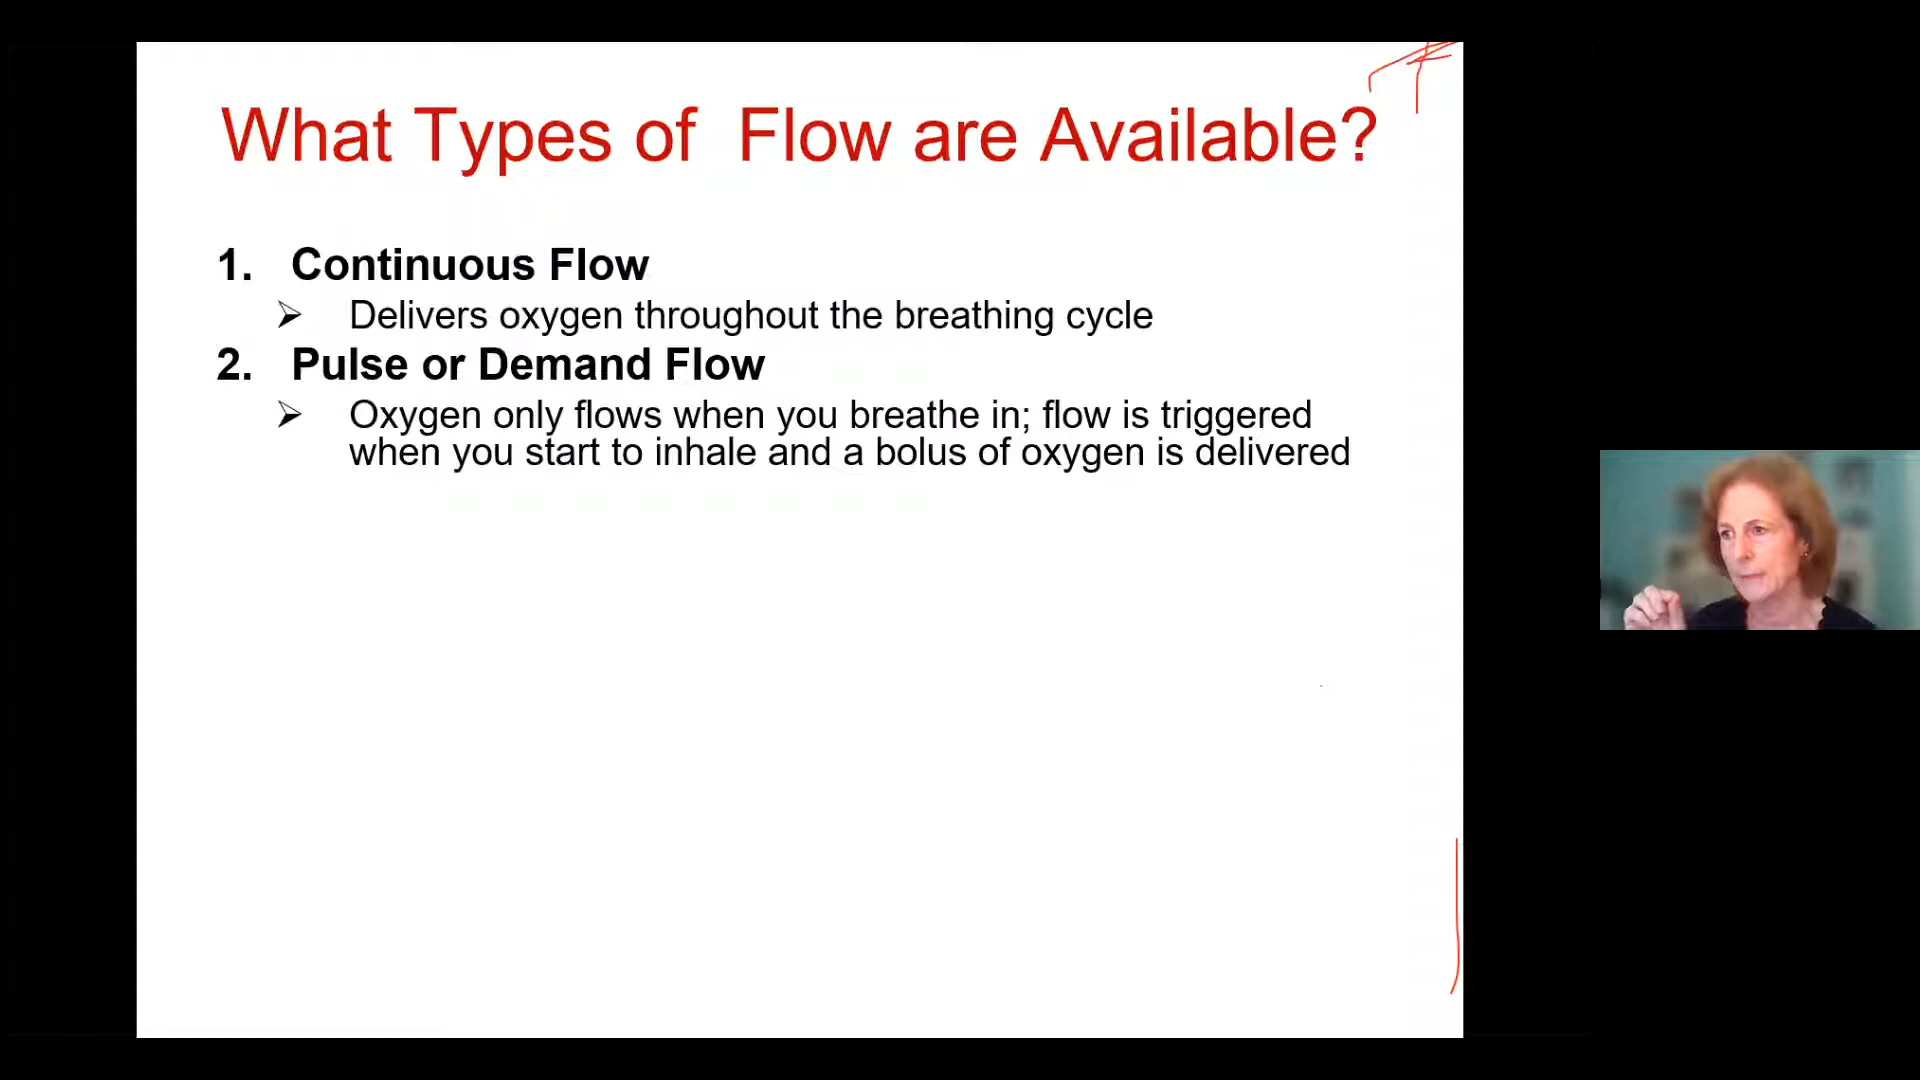 What Types of Flow are Available?
1. Continuous Flow
➢ Delivers oxygen throughout the breathing cycle
2. Pulse or Demand Flow
➢ Oxygen only flows when you breathe in; flow is triggered
when you start to inhale and a bolus of oxygen is delivered